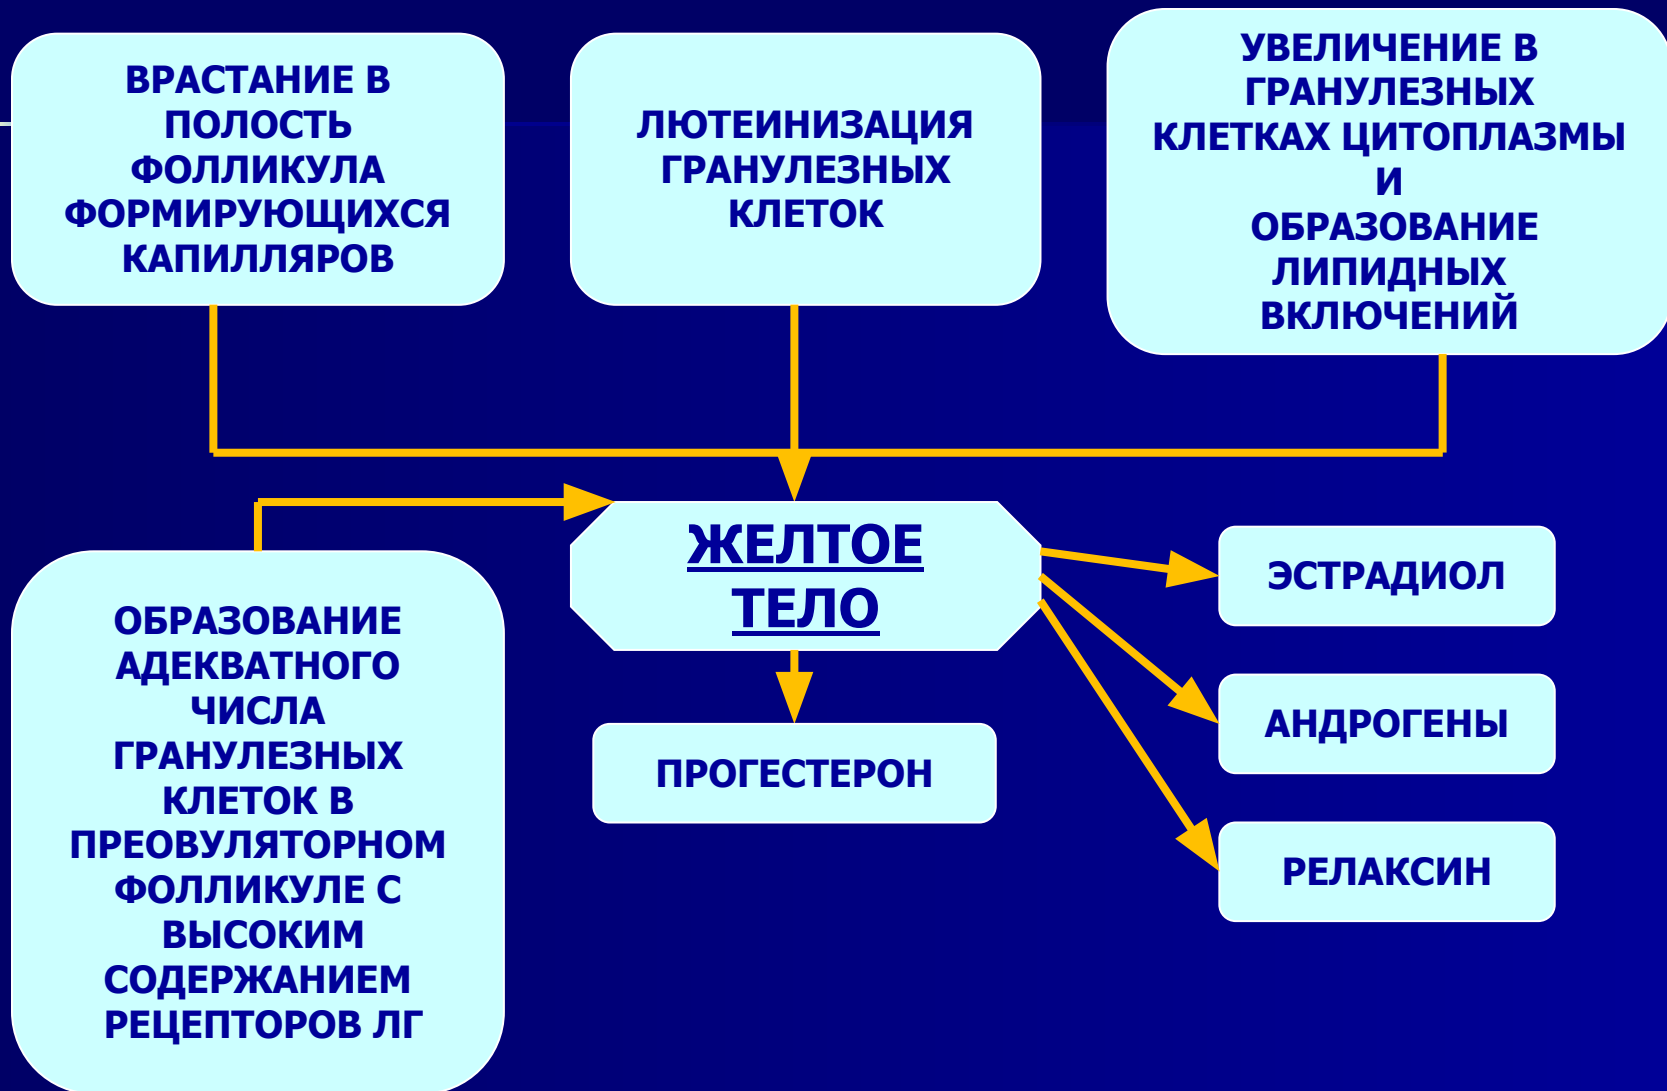 ВРАСТАНИЕ В
ПОЛОСТЬ
ФОЛЛИКУЛА
ФОРМИРУЮЩИХСЯ
КАПИЛЛЯРОВ
ЛЮТЕИНИЗАЦИЯ
ГРАНУЛЕЗНЫХ
КЛЕТОК
УВЕЛИЧЕНИЕ В
ГРАНУЛЕЗНЫХ
КЛЕТКАХ ЦИТОПЛАЗМЫ
И
ОБРАЗОВАНИЕ
ЛИПИДНЫХ
ВКЛЮЧЕНИЙ
ЖЕЛТОЕ
ТЕЛО
ОБРАЗОВАНИЕ
АДЕКВАТНОГО
ЧИСЛА
ГРАНУЛЕЗНЫХ
КЛЕТОК В
ПРЕОВУЛЯТОРНОМ
ФОЛЛИКУЛЕ С
ВЫСОКИМ
СОДЕРЖАНИЕМ
РЕЦЕПТОРОВ ЛГ
ПРОГЕСТЕРОН
ЭСТРАДИОЛ
АНДРОГЕНЫ
РЕЛАКСИН